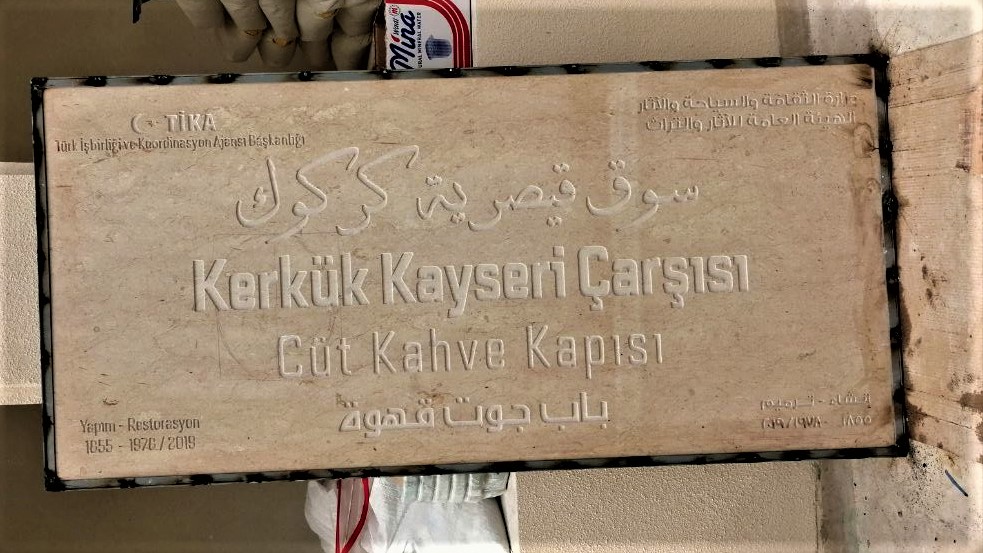 Mina
TİKA
Türk İşbirliği ve Koordinasyon Ajansı Başkanlığı
وزارة الثقافة والسياحة والآثار
الهيئة العامة للآثار والتراث
سوق قيصرية كركوك
Kerkük Kayseri Çarşısı
Cüt Kahve Kapısı
باب جوت قهوة
Yapım - Restorasyon
1855 - 1978 / 2019
إنشاء - ترميم